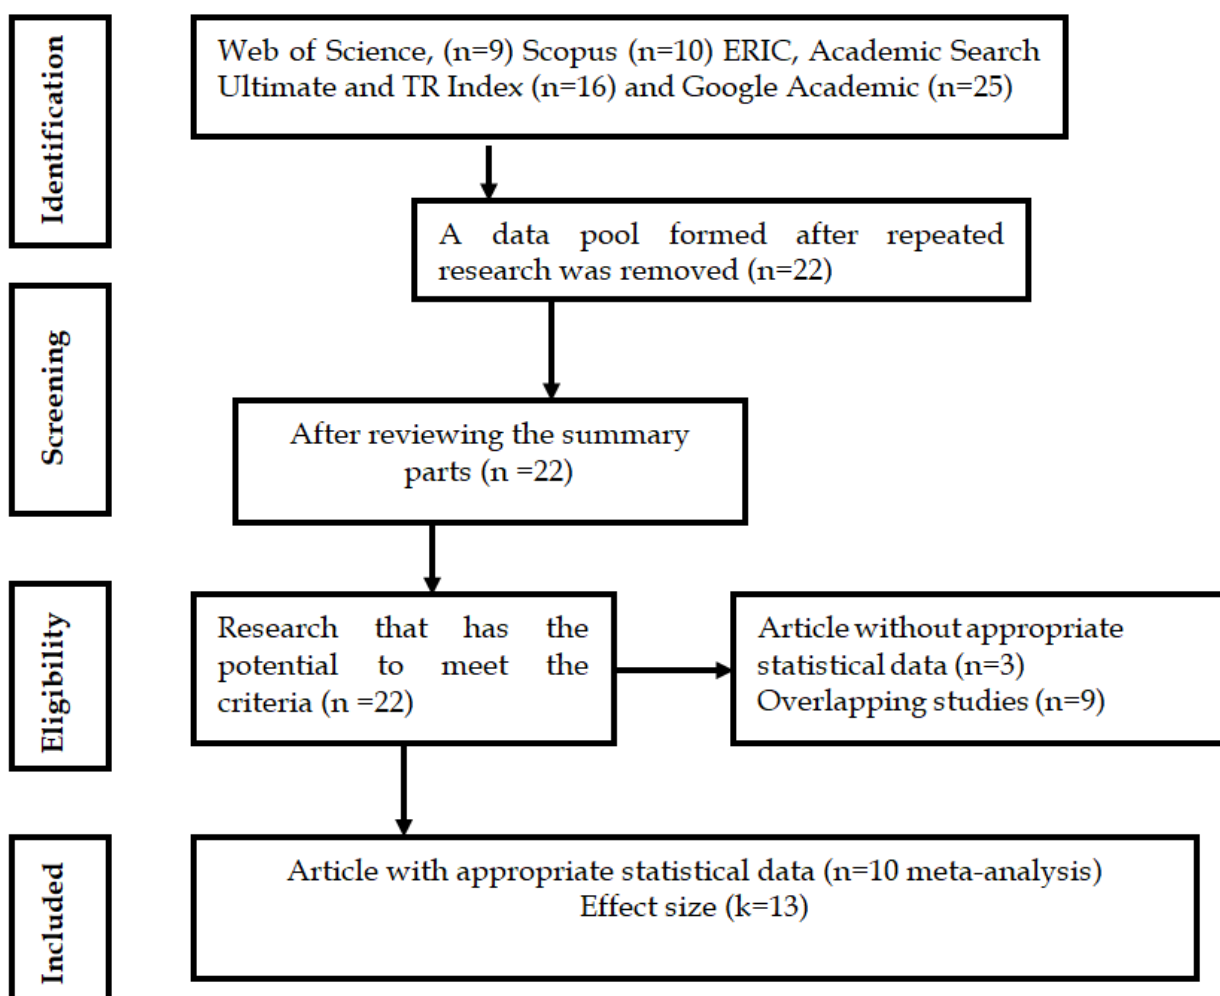 Identification
Web of Science, (n=9) Scopus (n=10) ERIC, Academic Search
Ultimate and TR Index (n=16) and Google Academic (n=25)
A data pool formed after repeated
research was removed (n=22)
Screening
After reviewing the summary
parts (n =22)
Eligibility
Research that has the
potential to meet the
criteria (n =22)
Article without appropriate
statistical data (n=3)
Overlapping studies (n=9)
Included
Article with appropriate statistical data (n=10 meta-analysis)
Effect size (k=13)